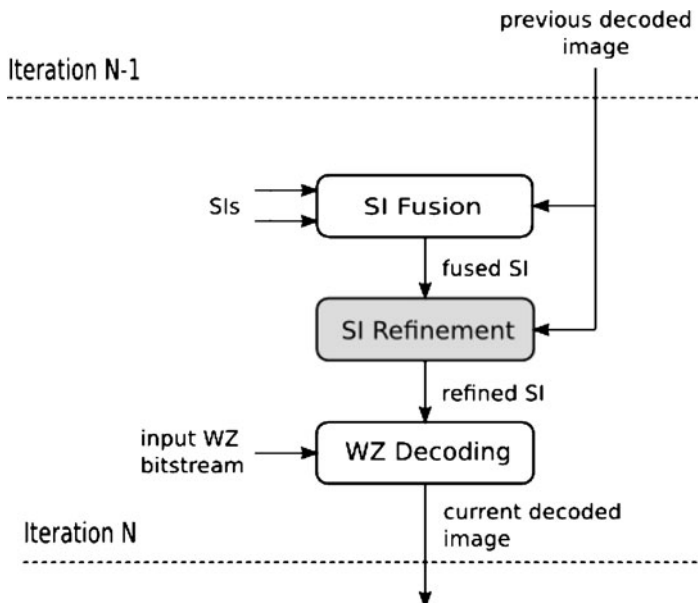 previous decoded
image
Iteration N-1
SIs
SI Fusion
fused SI
SI Refinement
refined SI
input WZ
bitstream
WZ Decoding
current decoded
image
Iteration N